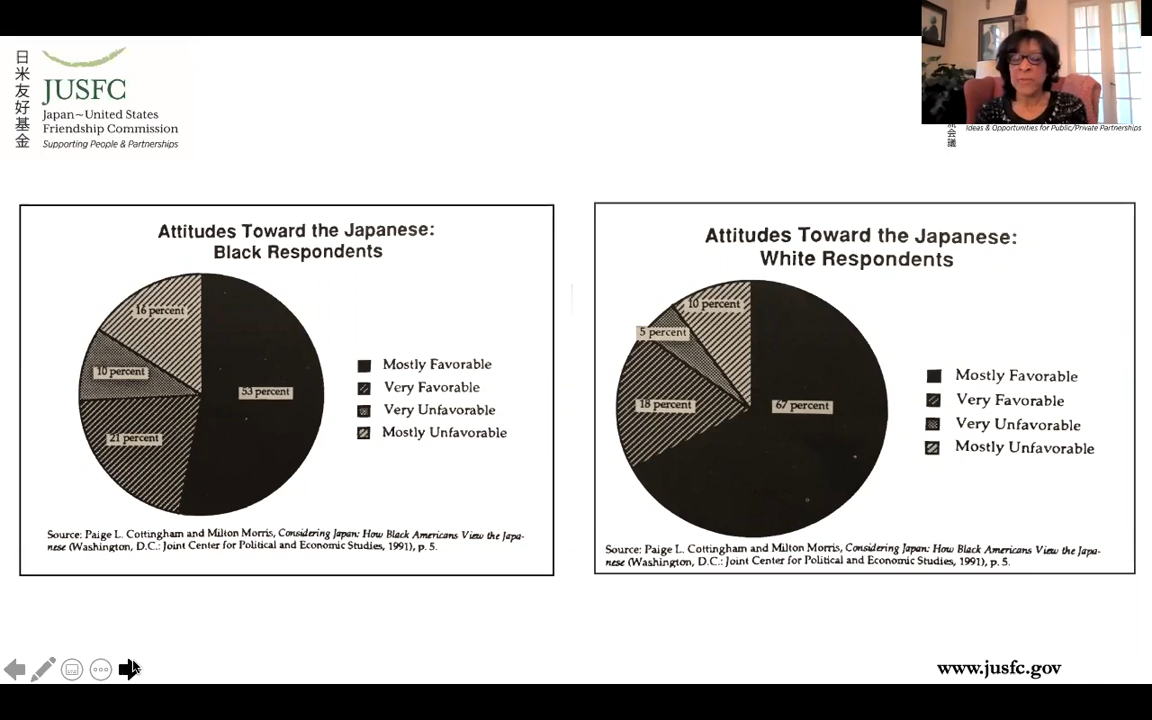 日米友好基金
JUSFC
Japan~United States
Friendship Commission
Supporting People & Partnerships
会議
Ideas & Opportunities for Public/Private Partnerships
Attitudes Toward the Japanese:
Black Respondents
16 percent
10 percent
53 percent
21 percent
Mostly Favorable
Very Favorable
Very Unfavorable
Mostly Unfavorable
Source: Paige L. Cottingham and Milton Morris, Considering Japan: How Black Americans View the Japa-
nese (Washington, D.C.: Joint Center for Political and Economic Studies, 1991), p. 5.
Attitudes Toward the Japanese:
White Respondents
10 percent
5 percent
18 percent
67 percent
Mostly Favorable
Very Favorable
Very Unfavorable
Mostly Unfavorable
Source: Paige L. Cottingham and Milton Morris, Considering Japan: How Black Americans View the Japa-
nese (Washington, D.C.: Joint Center for Political and Economic Studies, 1991), p. 5.
www.jusfc.gov